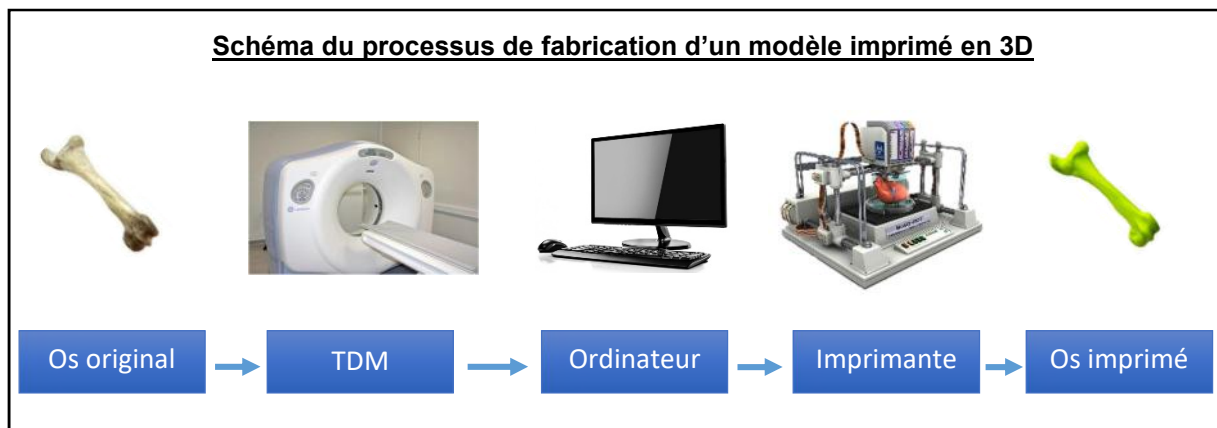 Schéma du processus de fabrication d’un modèle imprimé en 3D
Os original
TDM
Ordinateur
Imprimante
Os imprimé